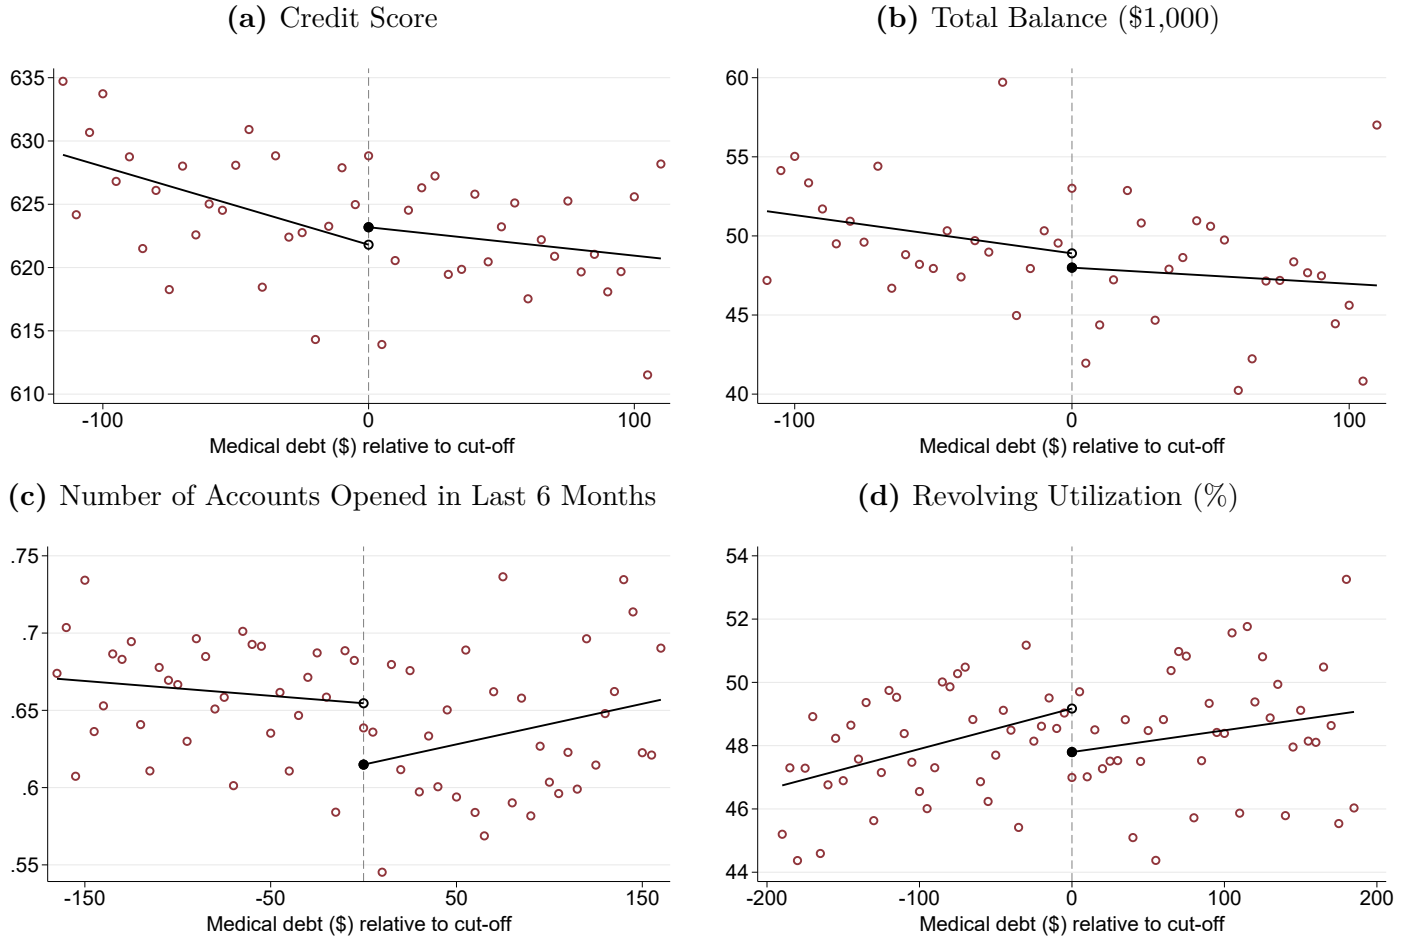 (a) Credit Score
635
630
625
620
615
610
-100 0 100
Medical debt ($) relative to cut-off
(b) Total Balance ($1,000)
60
55
50
45
40
-100 0 100
Medical debt ($) relative to cut-off
(c) Number of Accounts Opened in Last 6 Months
.75
.7
.65
.6
.55
-150 -50 50 150
Medical debt ($) relative to cut-off
(d) Revolving Utilization (%)
54
52
50
48
46
44
-200 -100 0 100 200
Medical debt ($) relative to cut-off